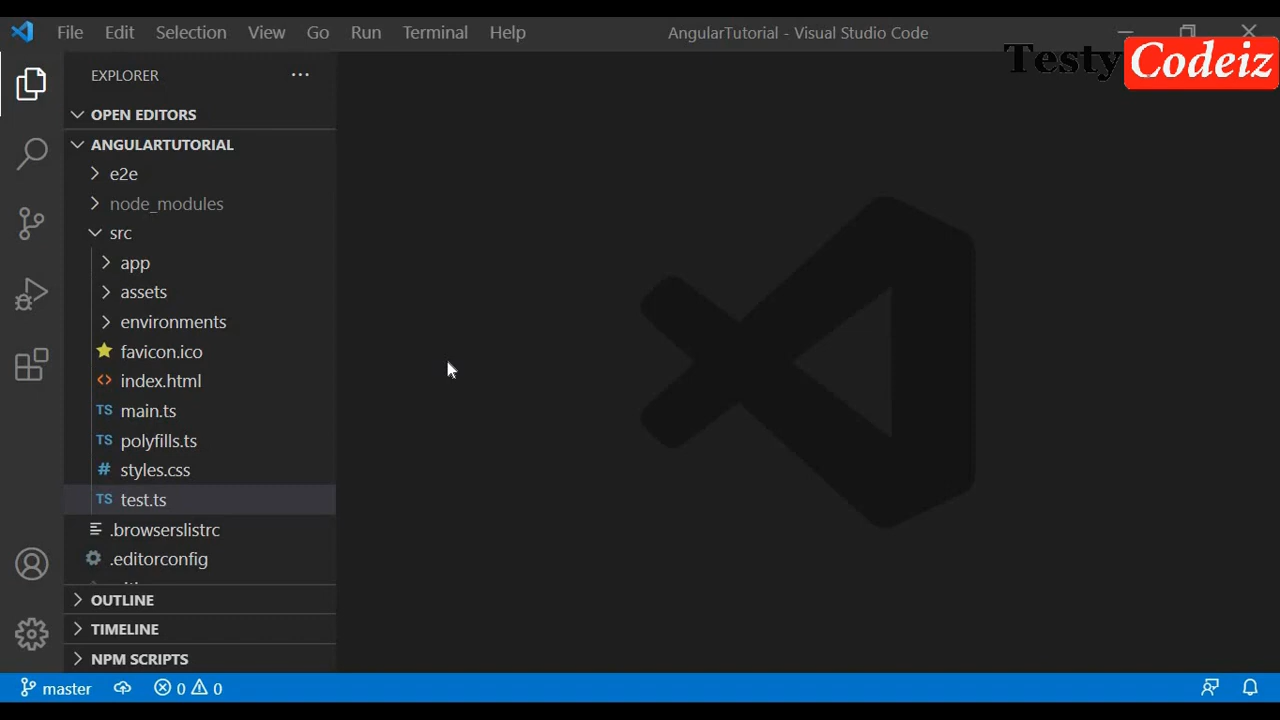 File Edit Selection View Go Run Terminal Help AngularTutorial - Visual Studio Code
Testy Codeiz
EXPLORER
OPEN EDITORS
ANGULARTUTORIAL
e2e
node_modules
src
app
assets
environments
favicon.ico
<> index.html
TS main.ts
TS polyfills.ts
# styles.css
TS test.ts
.browserslistrc
.editorconfig
OUTLINE
TIMELINE
NPM SCRIPTS
master 0 0